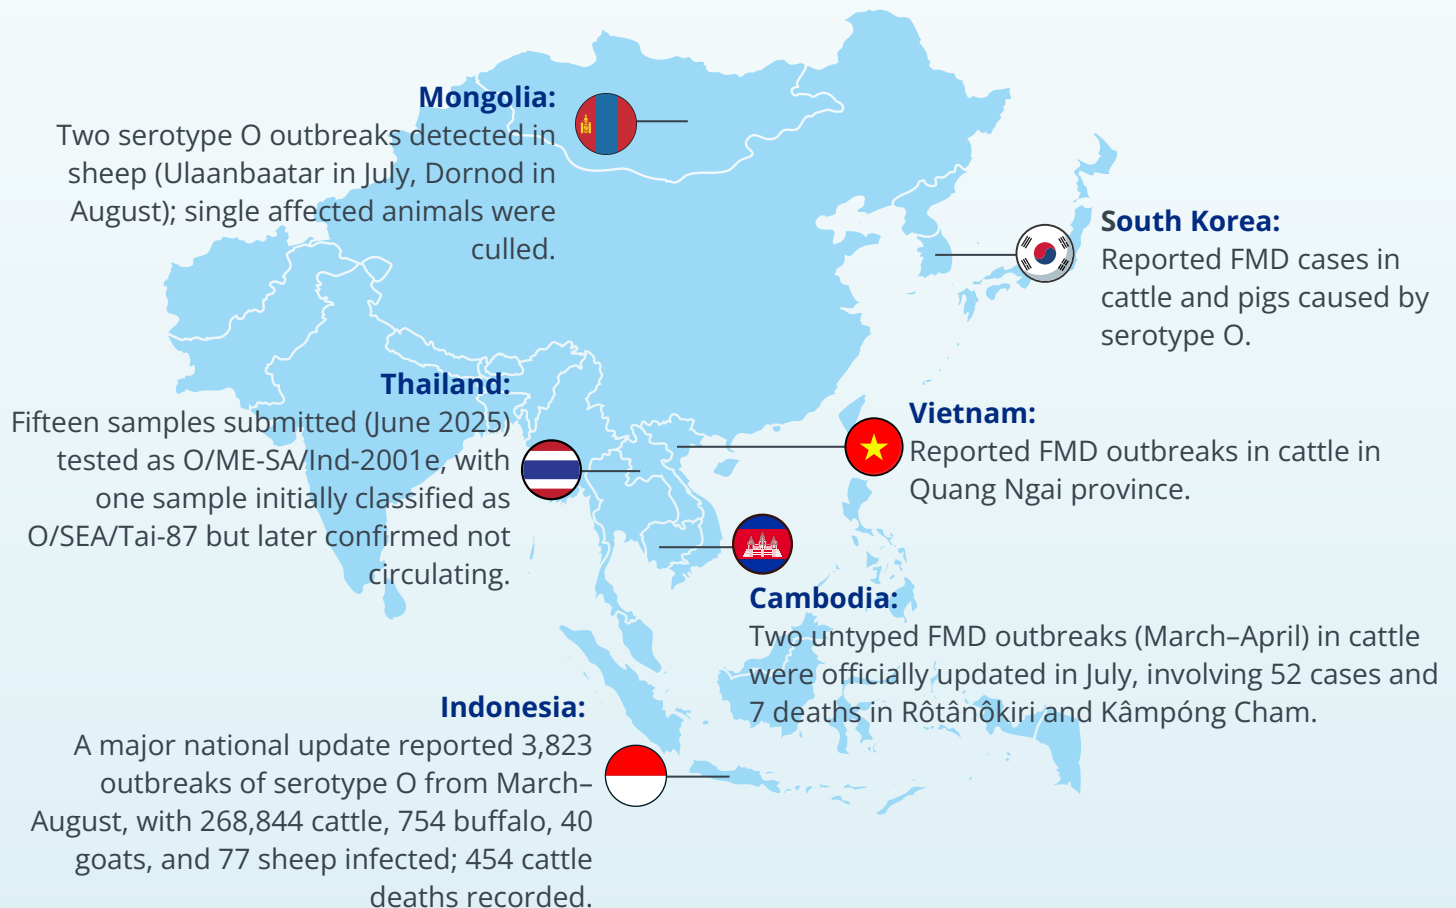 Mongolia:
Two serotype O outbreaks detected in
sheep (Ulaanbaatar in July, Dornod in
August); single affected animals were
culled.
South Korea:
Reported FMD cases in
cattle and pigs caused by
serotype O.
Thailand:
Fifteen samples submitted (June 2025)
tested as O/ME-SA/Ind-2001e, with
one sample initially classified as
O/SEA/Tai-87 but later confirmed not
circulating.
Vietnam:
Reported FMD outbreaks in cattle in
Quang Ngai province.
Cambodia:
Two untyped FMD outbreaks (March–April) in cattle
were officially updated in July, involving 52 cases and
7 deaths in Rôtânôkiri and Kâmpóng Cham.
Indonesia:
A major national update reported 3,823
outbreaks of serotype O from March–
August, with 268,844 cattle, 754 buffalo, 40
goats, and 77 sheep infected; 454 cattle
deaths recorded.